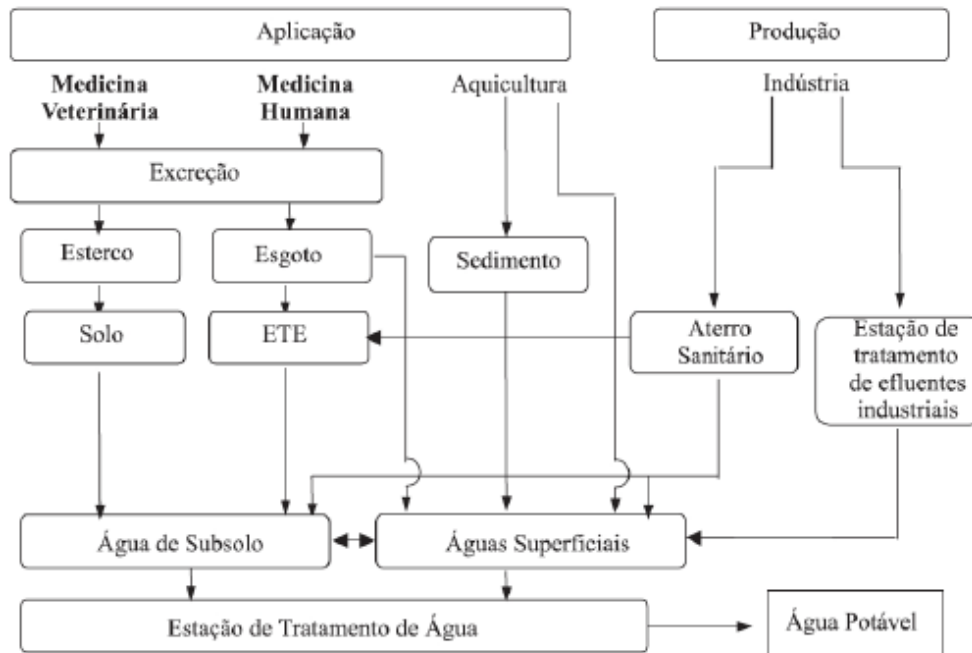 Aplicação
Produção
Medicina
Veterinária
Medicina
Humana
Aquicultura
Indústria
Excreção
Esterco
Esgoto
Sedimento
Solo
ETE
Aterro
Sanitário
Estação de
tratamento
de efluentes
industriais
Água de Subsolo
Águas Superficiais
Estação de Tratamento de Água
Água Potável